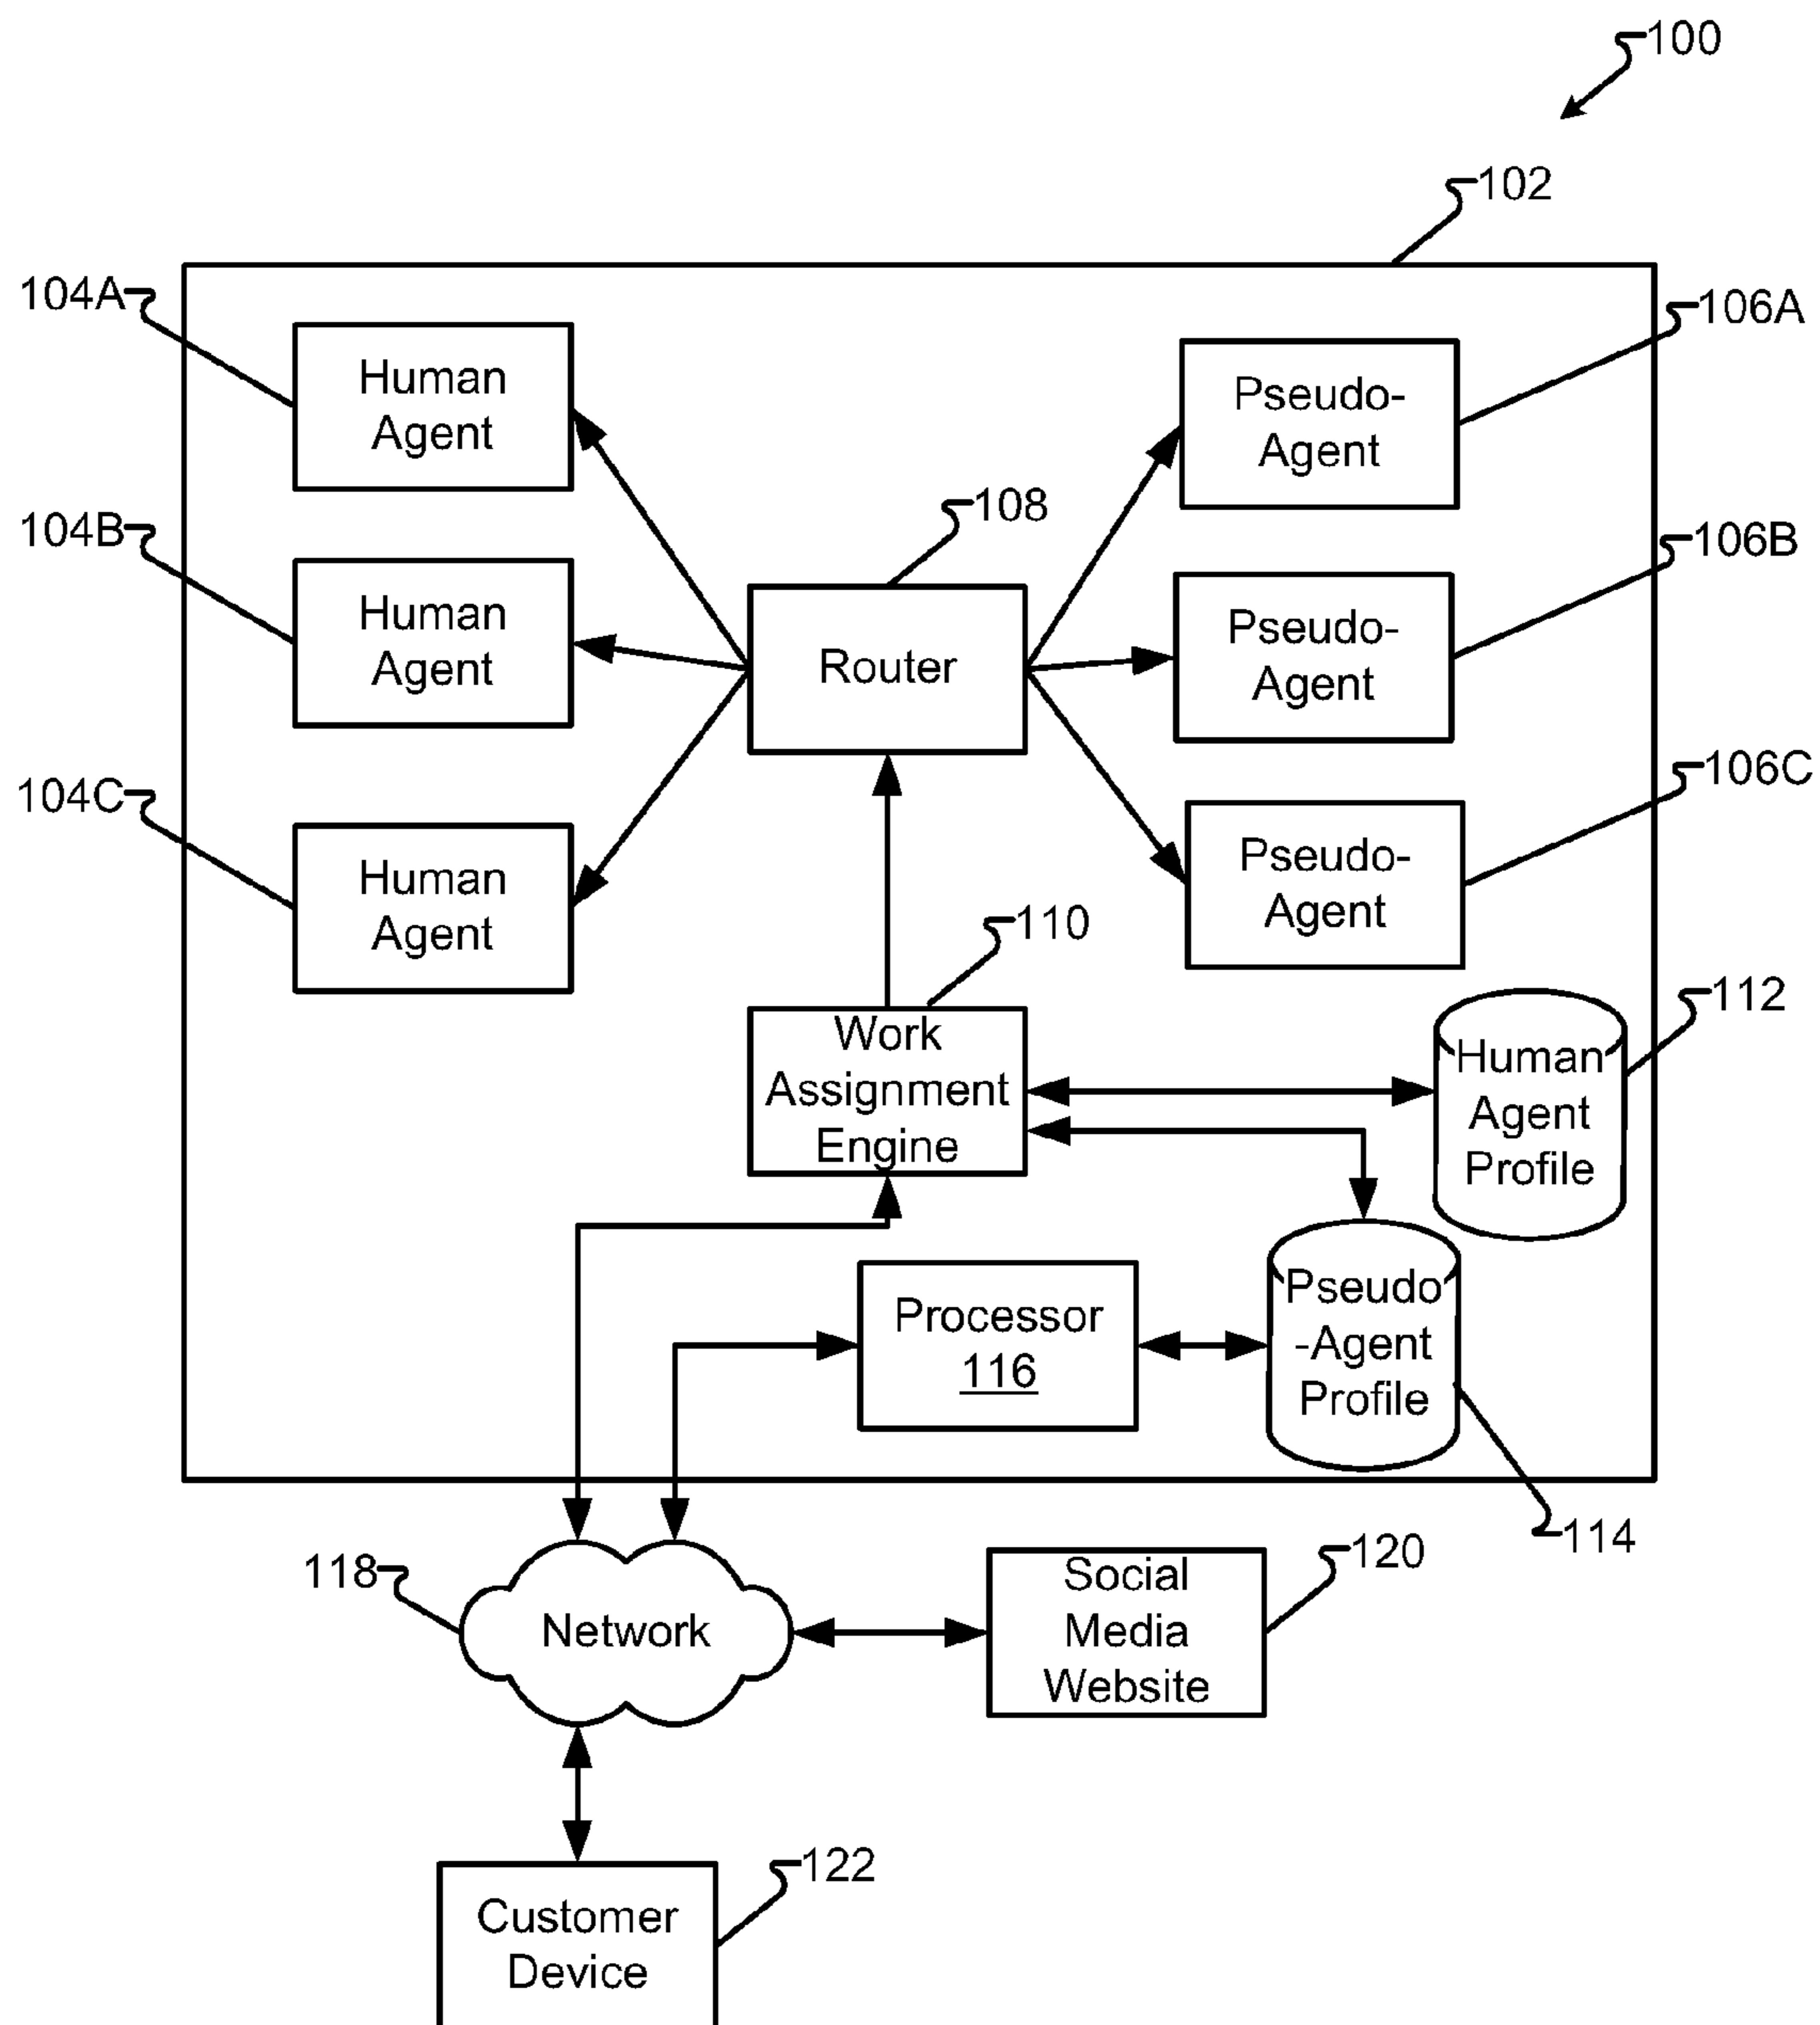 100
102
104A
Human
Agent
Pseudo-
Agent
106A
104B
Human
Agent
108
Router
Pseudo-
Agent
106B
104C
Human
Agent
Pseudo-
Agent
106C
110
Work
Assignment
Engine
Human
Agent
Profile
112
Processor
116
Pseudo
-Agent
Profile
114
118
Network
Social
Media
Website
120
Customer
Device
122